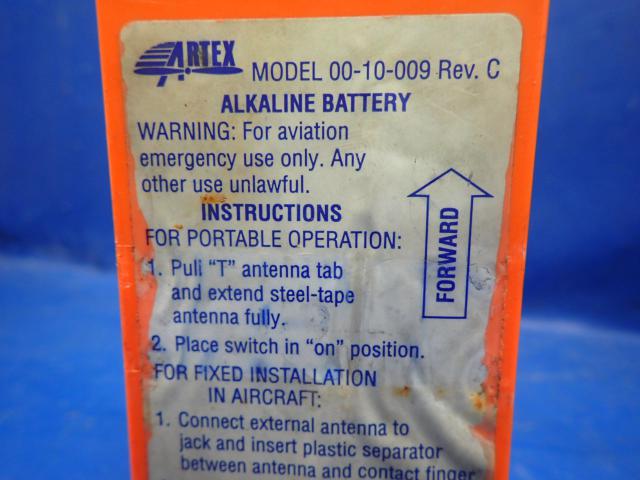 ARTEX
MODEL 00-10-009 Rev. C
ALKALINE BATTERY
WARNING: For aviation
emergency use only. Any
other use unlawful.
INSTRUCTIONS
FOR PORTABLE OPERATION:
1. Pull "T" antenna tab
and extend steel-tape
antenna fully.
2. Place switch in "on" position.
FORWARD
FOR FIXED INSTALLATION
IN AIRCRAFT:
1. Connect external antenna to
jack and insert plastic separator
between antenna and contact finger